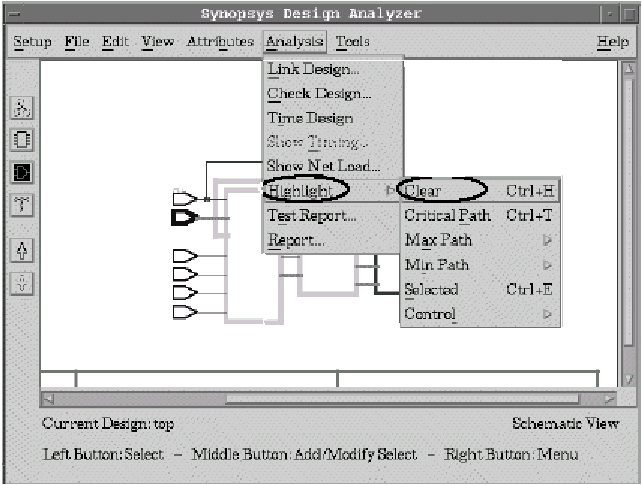 Synopsys Design Analyzer
Setup File Edit View Attributes Analysis Tools Help
Link Design...
Check Design...
Time Design
Show Timing...
Show Net Load...
Highlight
Test Report...
Report...
Clear Ctrl+H
Critical Path Ctrl+T
Max Path
Min Path
Selected Ctrl+E
Control
Current Design: top Schematic View
Left Button: Select - Middle Button: Add/Modify Select - Right Button: Menu